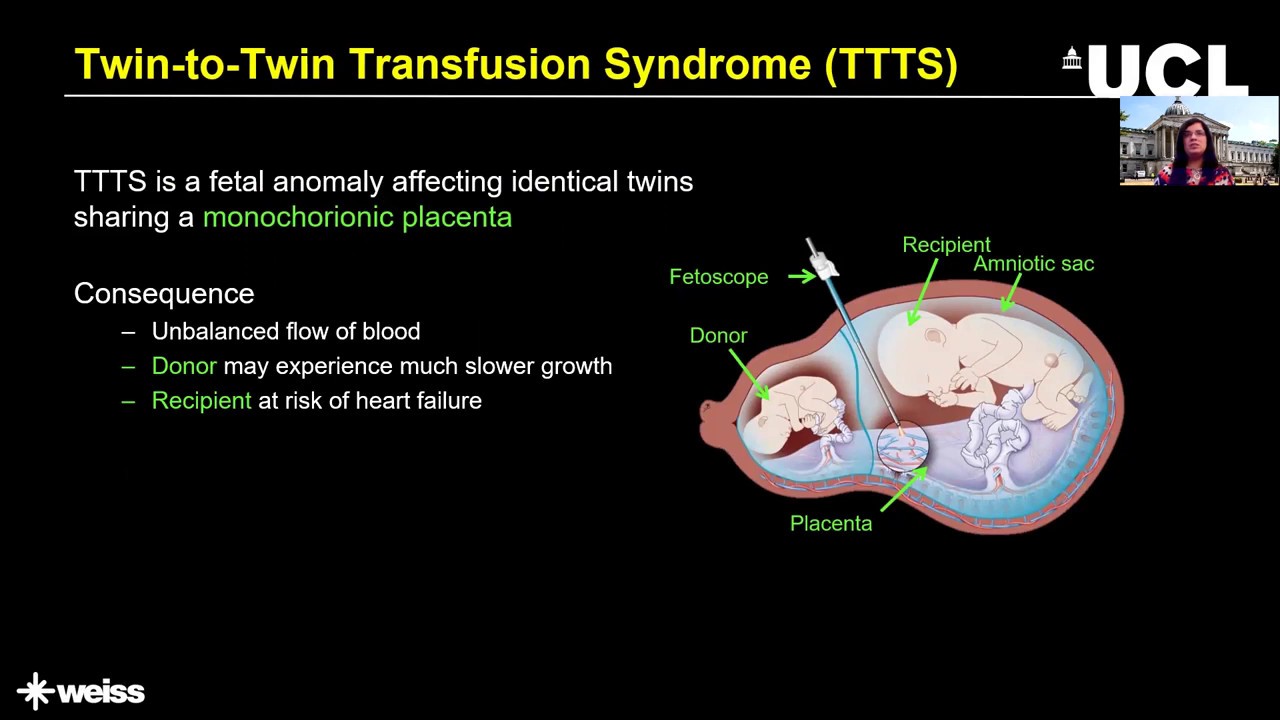 Twin-to-Twin Transfusion Syndrome (TTTS)
UCL
TTTS is a fetal anomaly affecting identical twins
sharing a monochorionic placenta
Consequence
– Unbalanced flow of blood
– Donor may experience much slower growth
– Recipient at risk of heart failure
Recipient
Amniotic sac
Fetoscope
Donor
Placenta
weiss